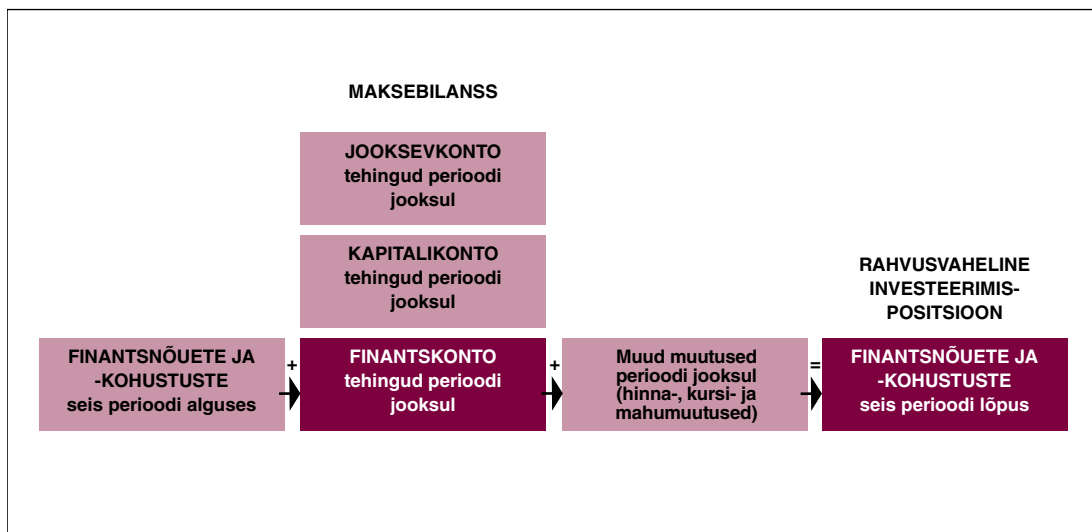 MAKSEBILANSS
JOOKSEVKONTO
tehingud perioodi
jooksul
KAPITALIKONTO
tehingud perioodi
jooksul
RAHVUSVAHELINE
INVESTEERIMIS-
POSITSIOON
FINANTSNÕUETE JA
-KOHUSTUSTE
seis perioodi alguses
+
FINANTSKONTO
tehingud perioodi
jooksul
+
Muud muutused
perioodi jooksul
(hinna-, kursi- ja
mahumuutused)
=
FINANTSNÕUETE JA
-KOHUSTUSTE
seis perioodi lõpus